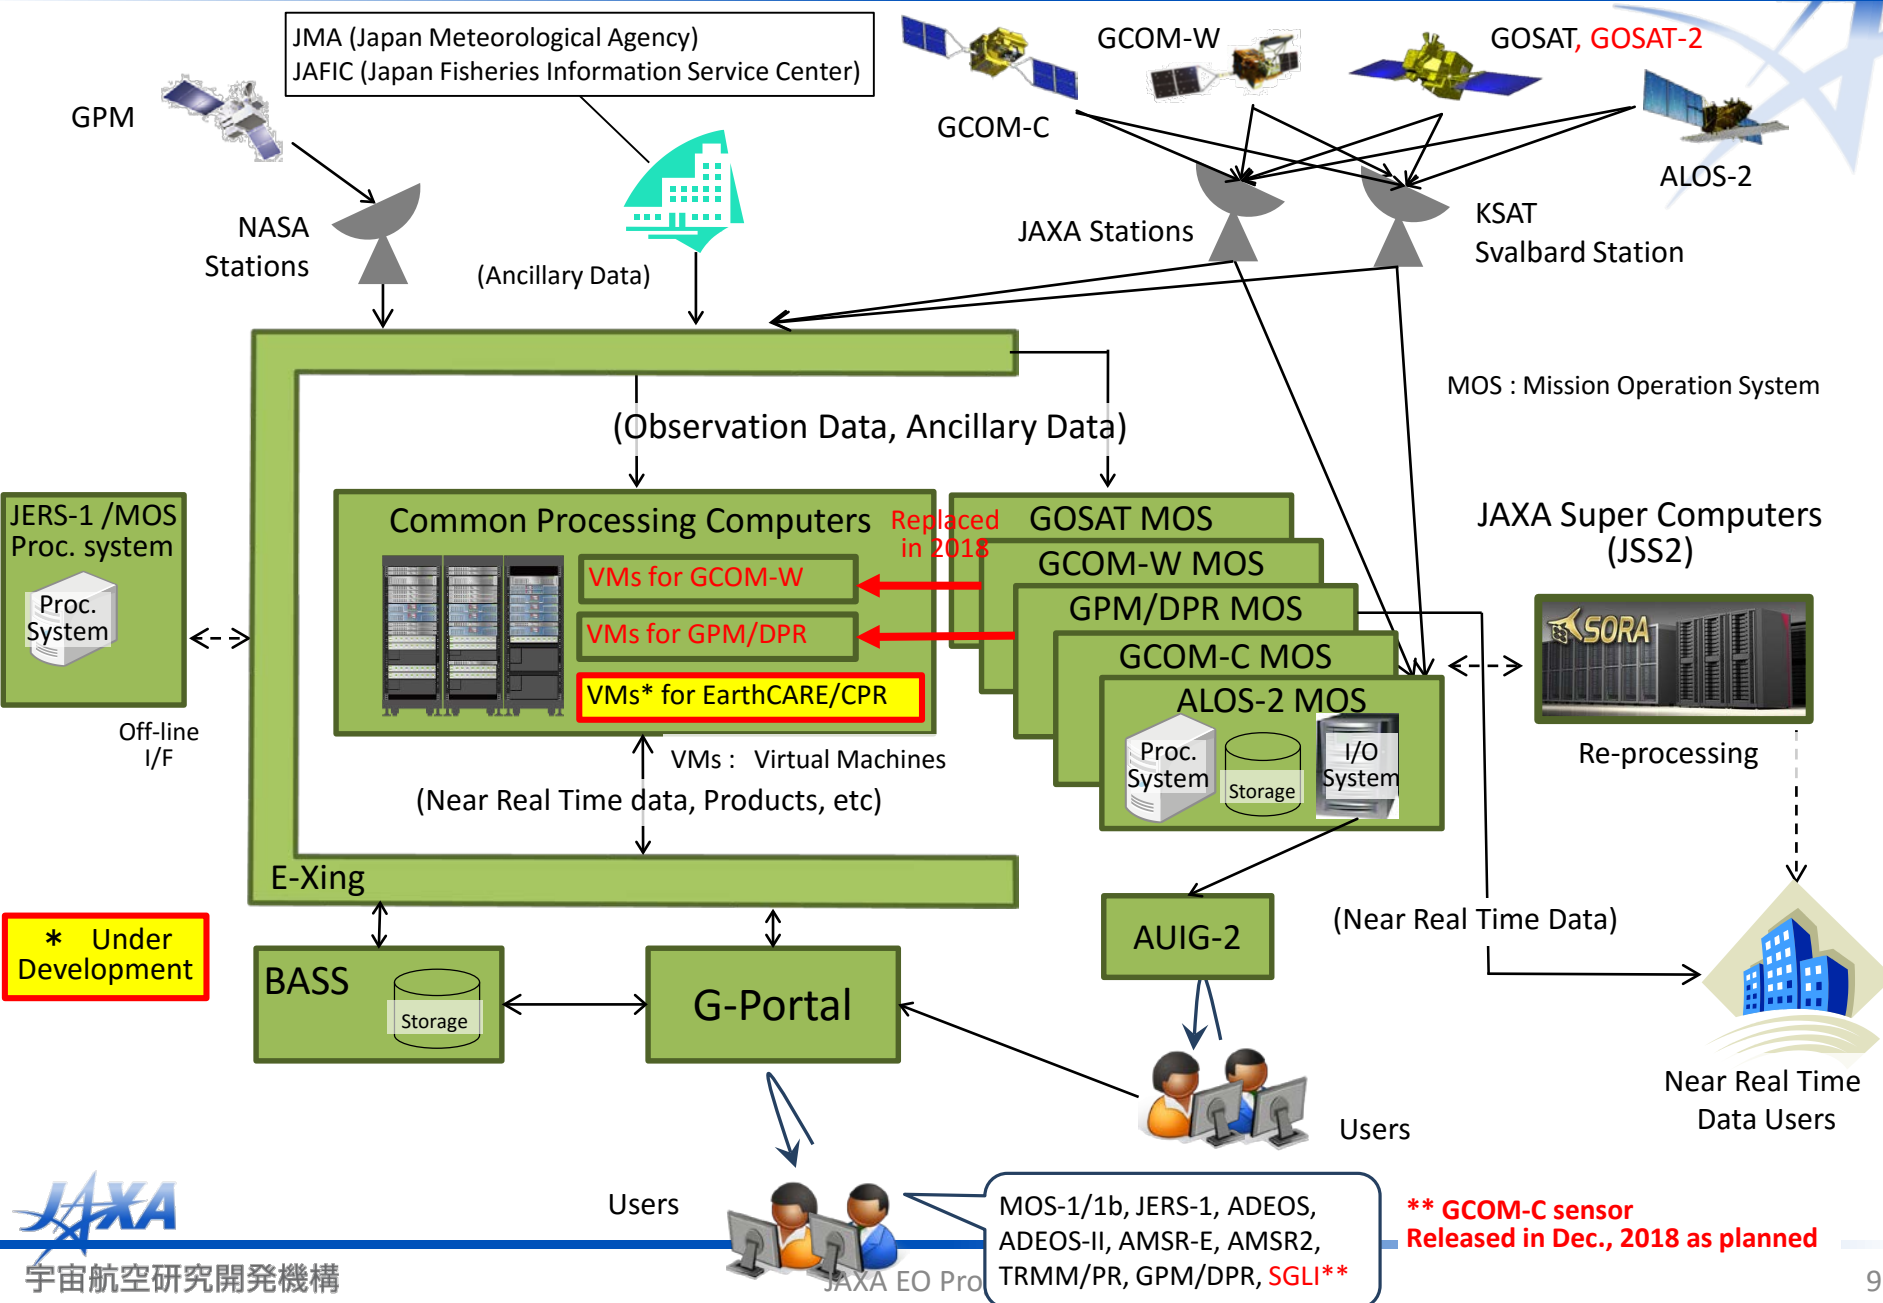 JMA (Japan Meteorological Agency)
JAFIC (Japan Fisheries Information Service Center)
GPM
GCOM-W
GOSAT, GOSAT-2
GCOM-C
ALOS-2
NASA
Stations
(Ancillary Data)
JAXA Stations
KSAT
Svalbard Station
MOS : Mission Operation System
(Observation Data, Ancillary Data)
JERS-1 /MOS
Proc. system
Proc.
System
Off-line
I/F
Common Processing Computers
Replaced
in 2018
VMs for GCOM-W
VMs for GPM/DPR
VMs* for EarthCARE/CPR
GOSAT MOS
GCOM-W MOS
GPM/DPR MOS
GCOM-C MOS
ALOS-2 MOS
Proc.
System
Storage
I/O
System
JAXA Super Computers
(JSS2)
SORA
Re-processing
VMs : Virtual Machines
(Near Real Time data, Products, etc)
E-Xing
* Under
Development
BASS
Storage
G-Portal
AUIG-2
(Near Real Time Data)
Near Real Time
Data Users
Users
Users
MOS-1/1b, JERS-1, ADEOS,
ADEOS-II, AMSR-E, AMSR2,
TRMM/PR, GPM/DPR, SGLI**
** GCOM-C sensor
Released in Dec., 2018 as planned
JAXA
宇宙航空研究開発機構
JAXA EO Pro
9